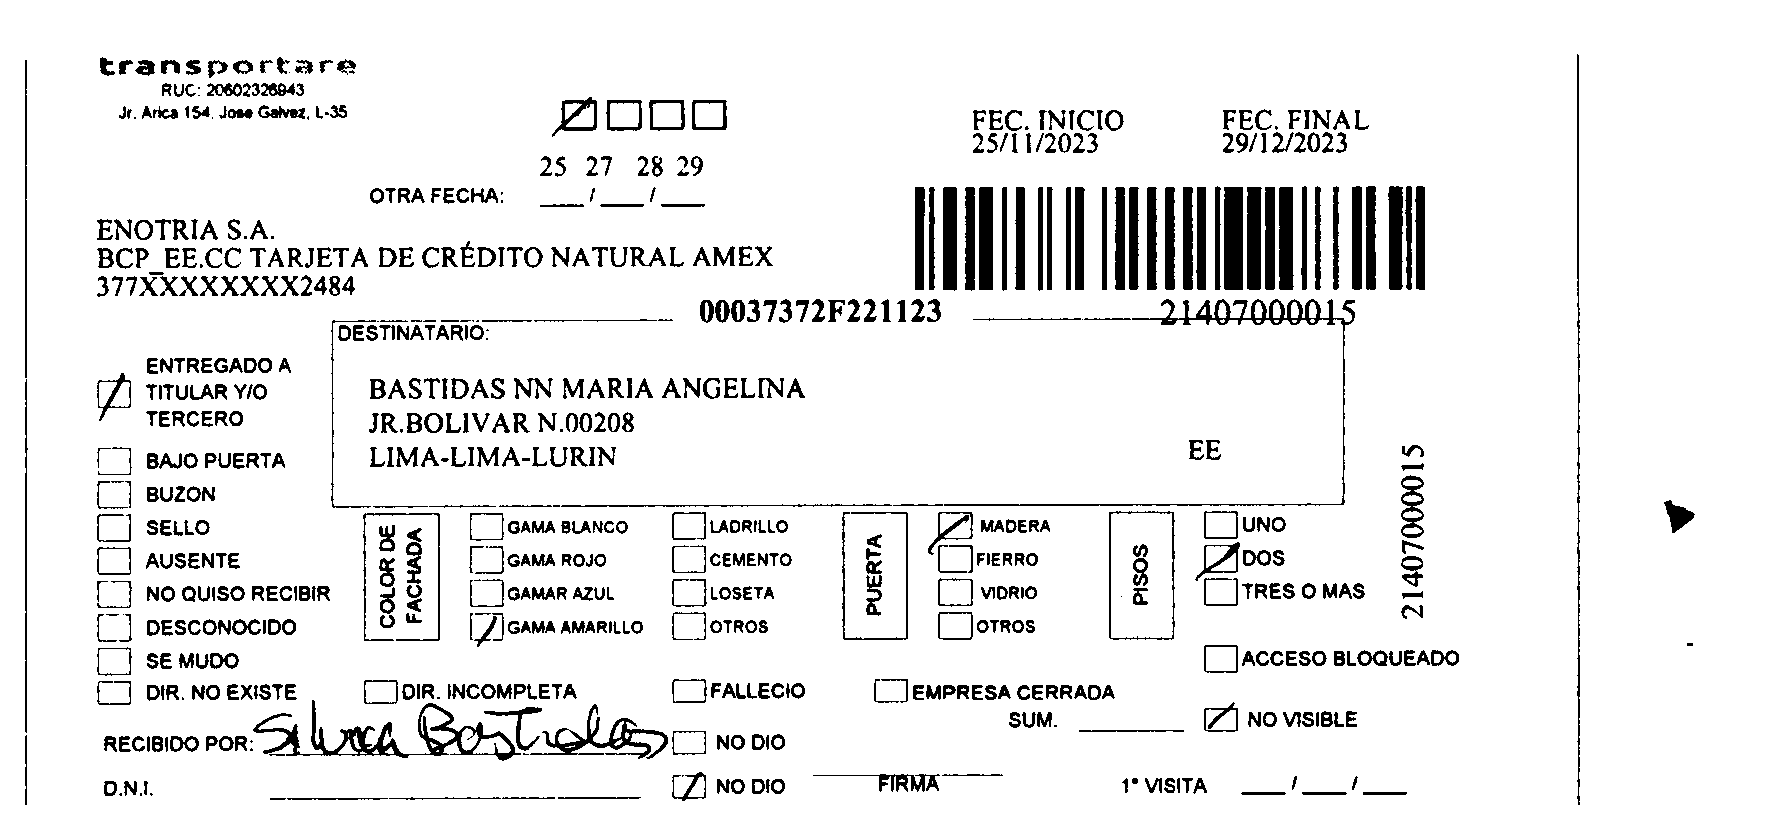 transportare
RUC: 20602326943
Jr. Arica 154. Jose Galvez, L-35
FEC. INICIO FEC. FINAL
25/11/2023 29/12/2023
25 27 28 29
OTRA FECHA: ___/___/___
ENOTRIA S.A.
BCP_EE.CC TARJETA DE CRÉDITO NATURAL AMEX
377XXXXXXXX2484
00037372F221123 21407000015
DESTINATARIO:
ENTREGADO A TITULAR Y/O TERCERO
BASTIDAS NN MARIA ANGELINA
JR.BOLIVAR N.00208
LIMA-LIMA-LURIN EE
21407000015
BAJO PUERTA
BUZON
SELLO
AUSENTE
NO QUISO RECIBIR
DESCONOCIDO
SE MUDO
DIR. NO EXISTE
COLOR DE FACHADA
GAMA BLANCO
GAMA ROJO
GAMAR AZUL
GAMA AMARILLO
LADRILLO
CEMENTO
LOSETA
OTROS
PUERTA
MADERA
FIERRO
VIDRIO
OTROS
PISOS
UNO
DOS
TRES O MAS
ACCESO BLOQUEADO
DIR. INCOMPLETA FALLECIO EMPRESA CERRADA
SUM. ______ NO VISIBLE
RECIBIDO POR: Silvia Bastidas NO DIO
D.N.I. NO DIO FIRMA 1° VISITA ___/___/___